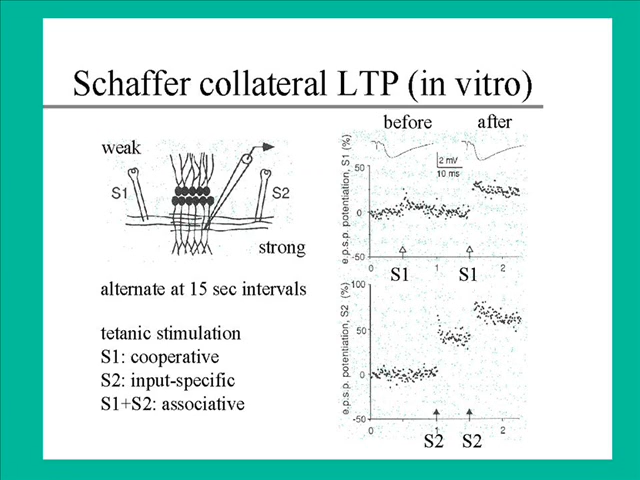 Schaffer collateral LTP (in vitro)
before after
weak
S1 S2
strong
alternate at 15 sec intervals
tetanic stimulation
S1: cooperative
S2: input-specific
S1+S2: associative
2 mV
10 ms
e.p.s.p. potentiation, S1 (%)
50
0
-50
0 1 2
S1 S1
e.p.s.p. potentiation, S2 (%)
100
50
0
-50
0 1 2
S2 S2